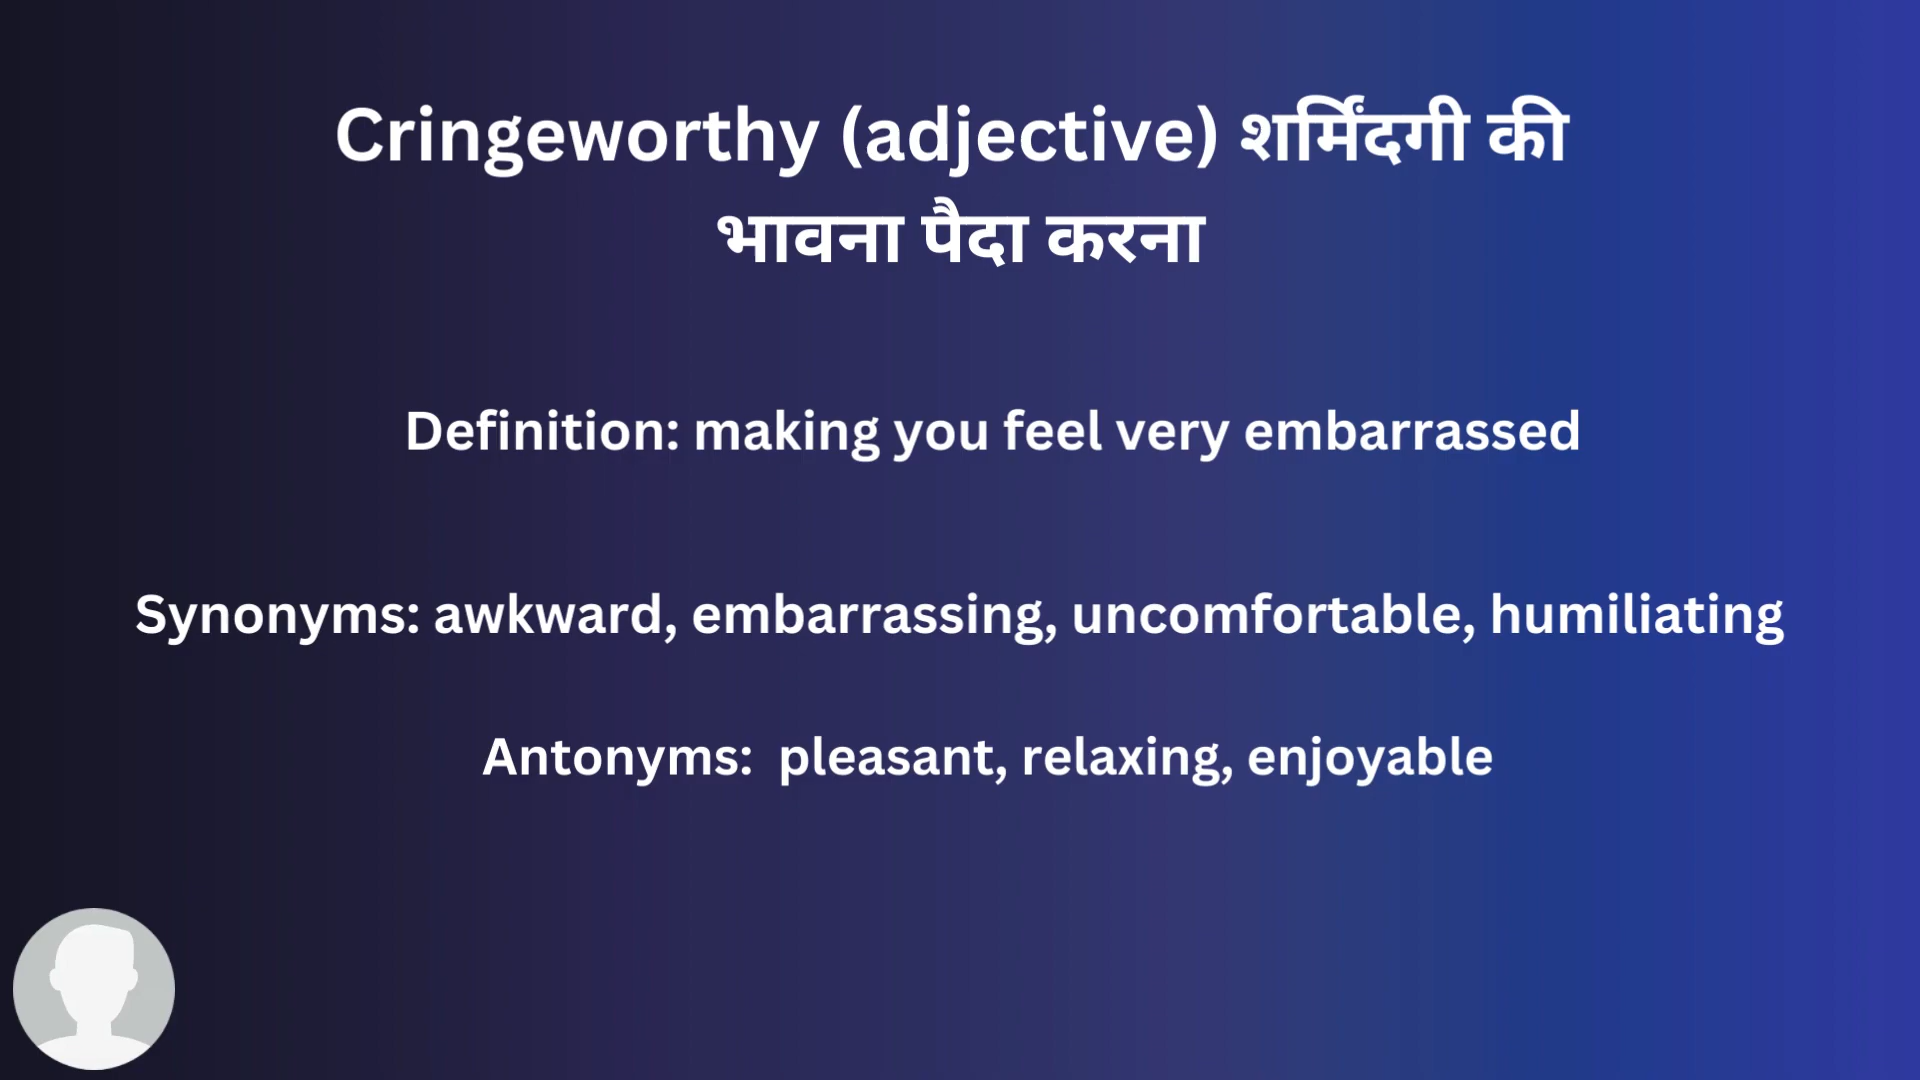 Cringeworthy (adjective) शर्मिंदगी की
भावना पैदा करना
Definition: making you feel very embarrassed
Synonyms: awkward, embarrassing, uncomfortable, humiliating
Antonyms:  pleasant, relaxing, enjoyable